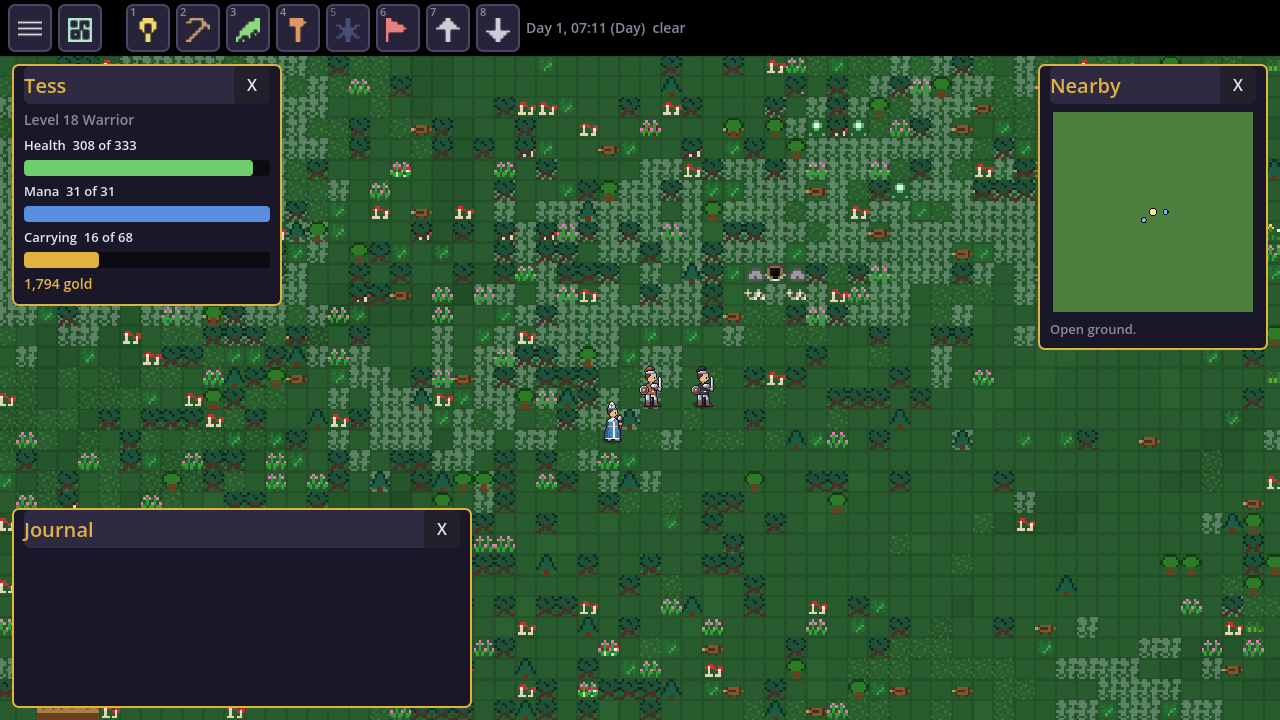 1 2 3 4 5 6 7 8 Day 1, 07:11 (Day) clear
Tess X
Level 18 Warrior
Health 308 of 333
Mana 31 of 31
Carrying 16 of 68
1,794 gold
Nearby X
Open ground.
Journal X